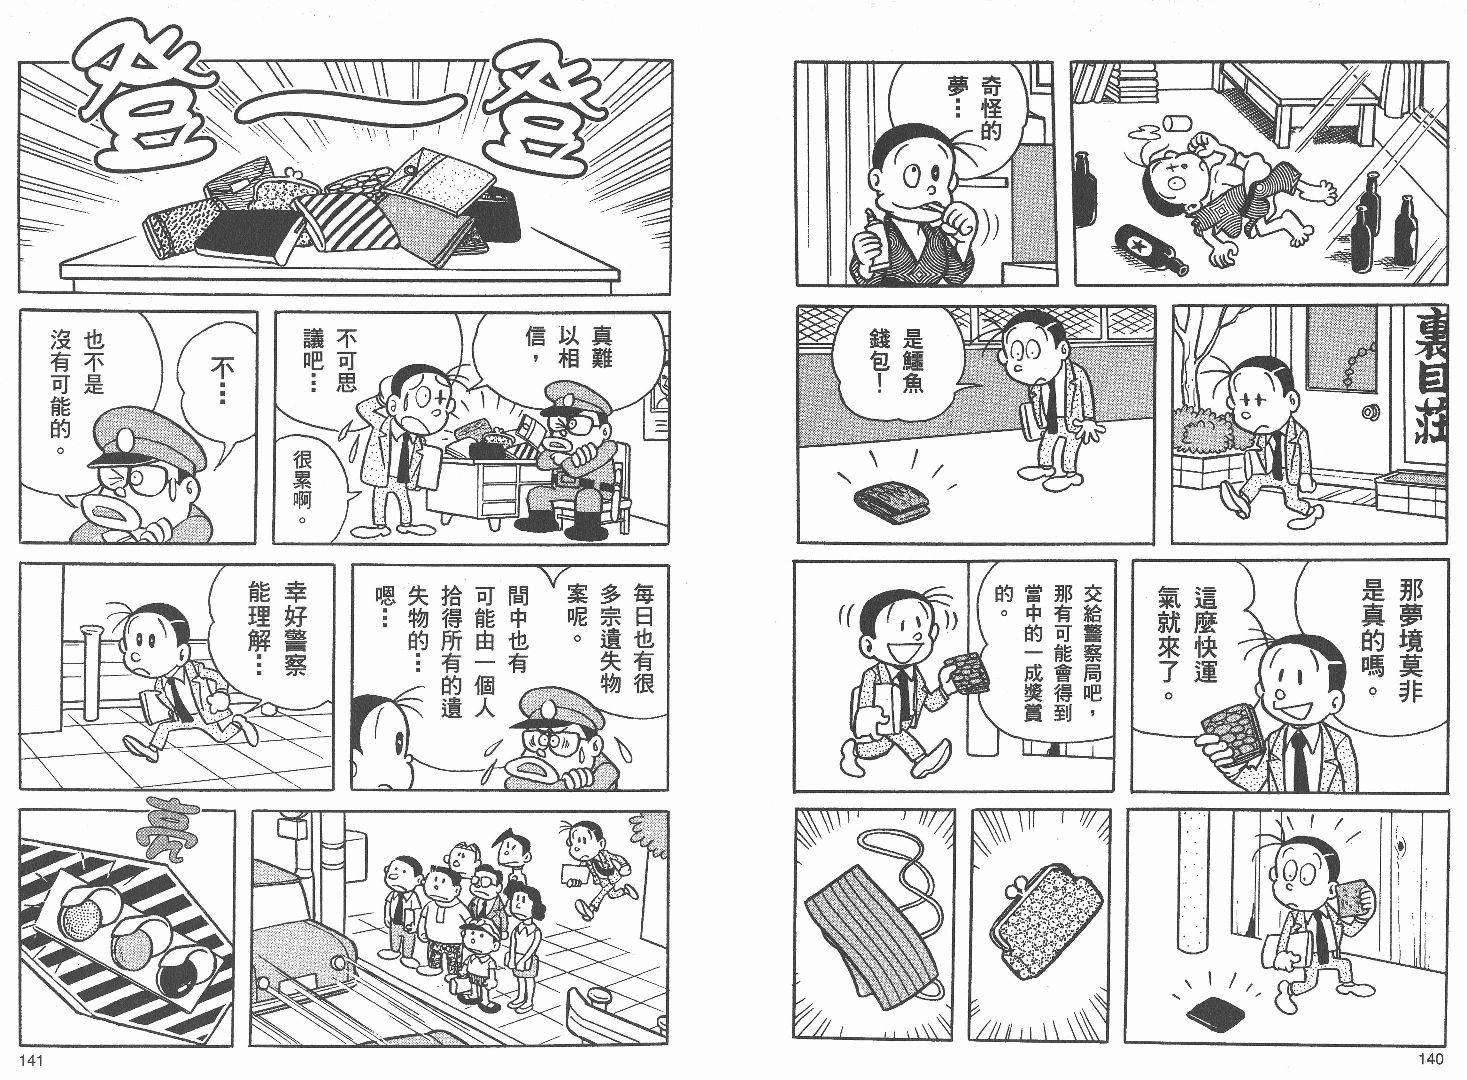 奇怪的
夢…
裏目荘
是鱷魚
錢包！
那夢境莫非
是真的嗎。
這麼快運
氣就來了。
交給警察局吧，
那有可能會得到
當中的一成獎賞
的。
140
登～登
真難
以相
信，
不可思
議吧…
很累啊。
不…
也不是
沒有可能的。
每日也有很
多宗遺失物
案呢。
間中也有
可能由一個人
拾得所有的遺
失物的…
嗯…
幸好警察
能理解…
亮
141